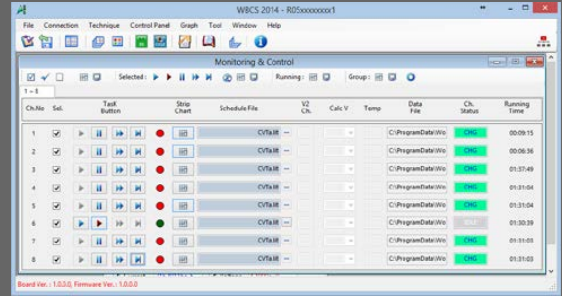 WBCS 2014 - R05xxxxxxx1
File Connection Technique Control Panel Graph Tool Window Help
Monitoring & Control
Selected: Running: Group:
1 ~ 8
Ch.No Sel. Task Button Strip Chart Schedule File V2 Ch. Calc V Temp Data File Ch. Status Running Time
1 CVTa.lit C:\ProgramData\Wo CHG 00:09:15
2 CVTa.lit C:\ProgramData\Wo CHG 00:06:36
3 CVTa.lit C:\ProgramData\Wo CHG 01:37:49
4 CVTa.lit C:\ProgramData\Wo CHG 01:31:04
5 CVTa.lit C:\ProgramData\Wo CHG 01:31:04
6 CVTa.lit C:\ProgramData\Wo 01:30:39
7 CVTa.lit C:\ProgramData\Wo CHG 01:31:03
8 CVTa.lit C:\ProgramData\Wo CHG 01:31:03
Board Ver. : 1.0.3.0, Firmware Ver. : 1.0.0.0